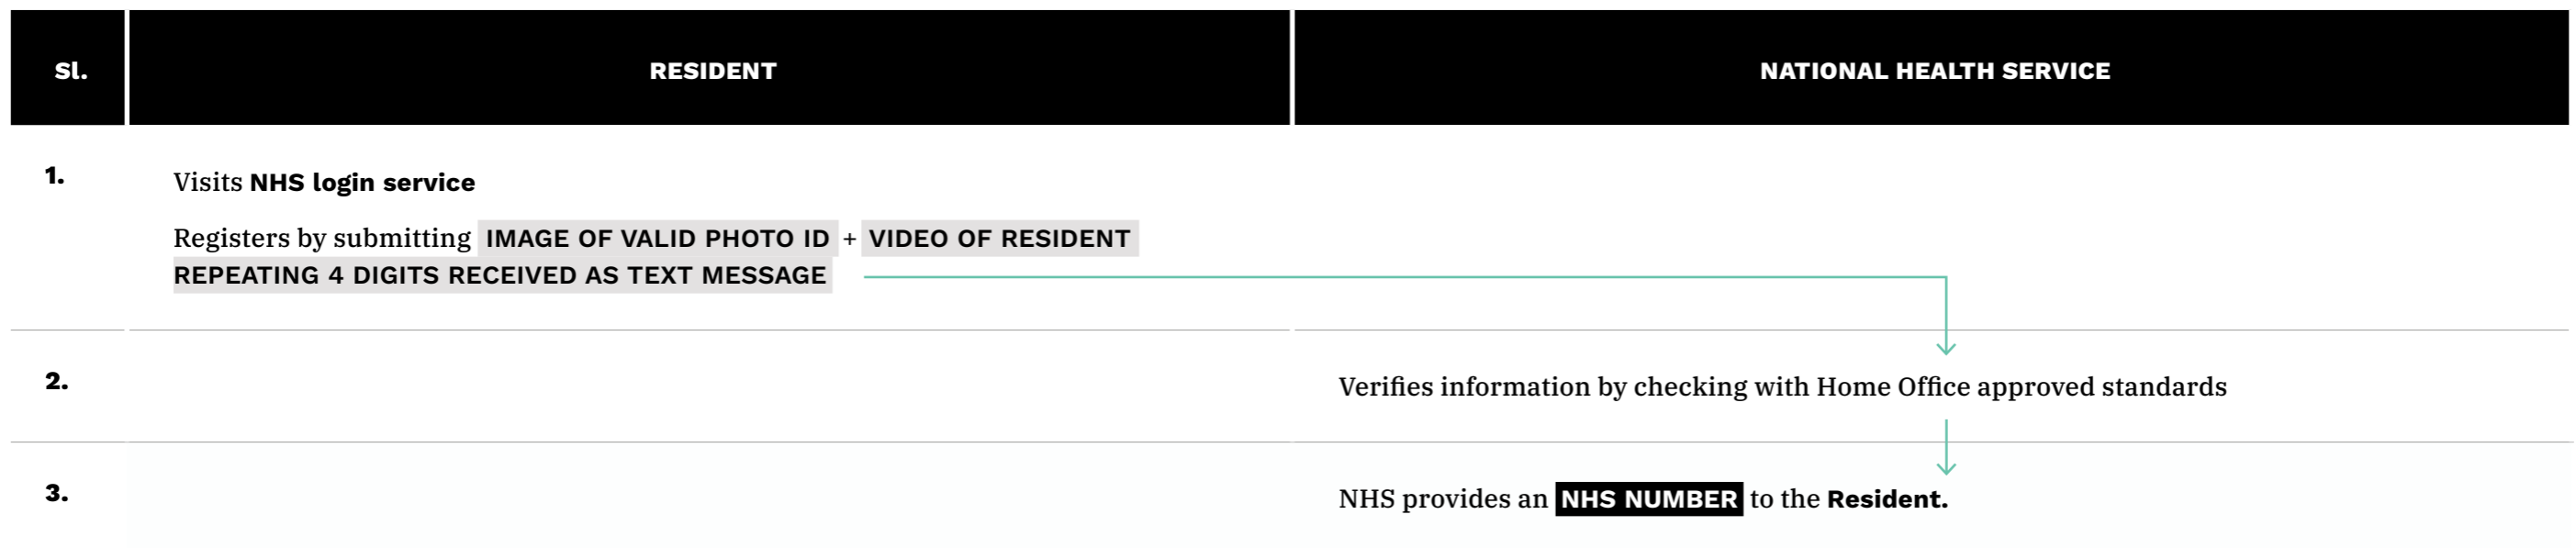 Sl. RESIDENT NATIONAL HEALTH SERVICE
1. Visits NHS login service
Registers by submitting IMAGE OF VALID PHOTO ID + VIDEO OF RESIDENT
REPEATING 4 DIGITS RECEIVED AS TEXT MESSAGE
2. Verifies information by checking with Home Office approved standards
3. NHS provides an NHS NUMBER to the Resident.